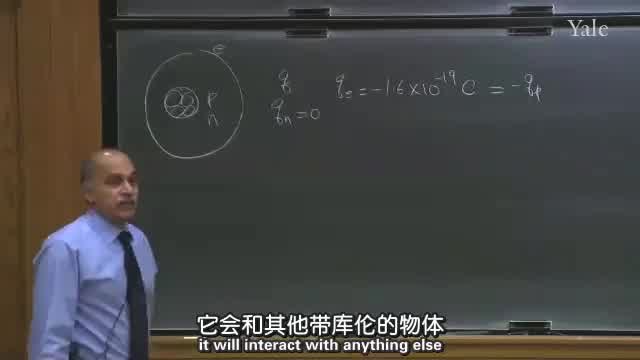 Yale
e
p
n
q
q_n = 0
q_e = -1.6 × 10^-19 C = -q_p
它会和其他带库伦的物体
it will interact with anything else